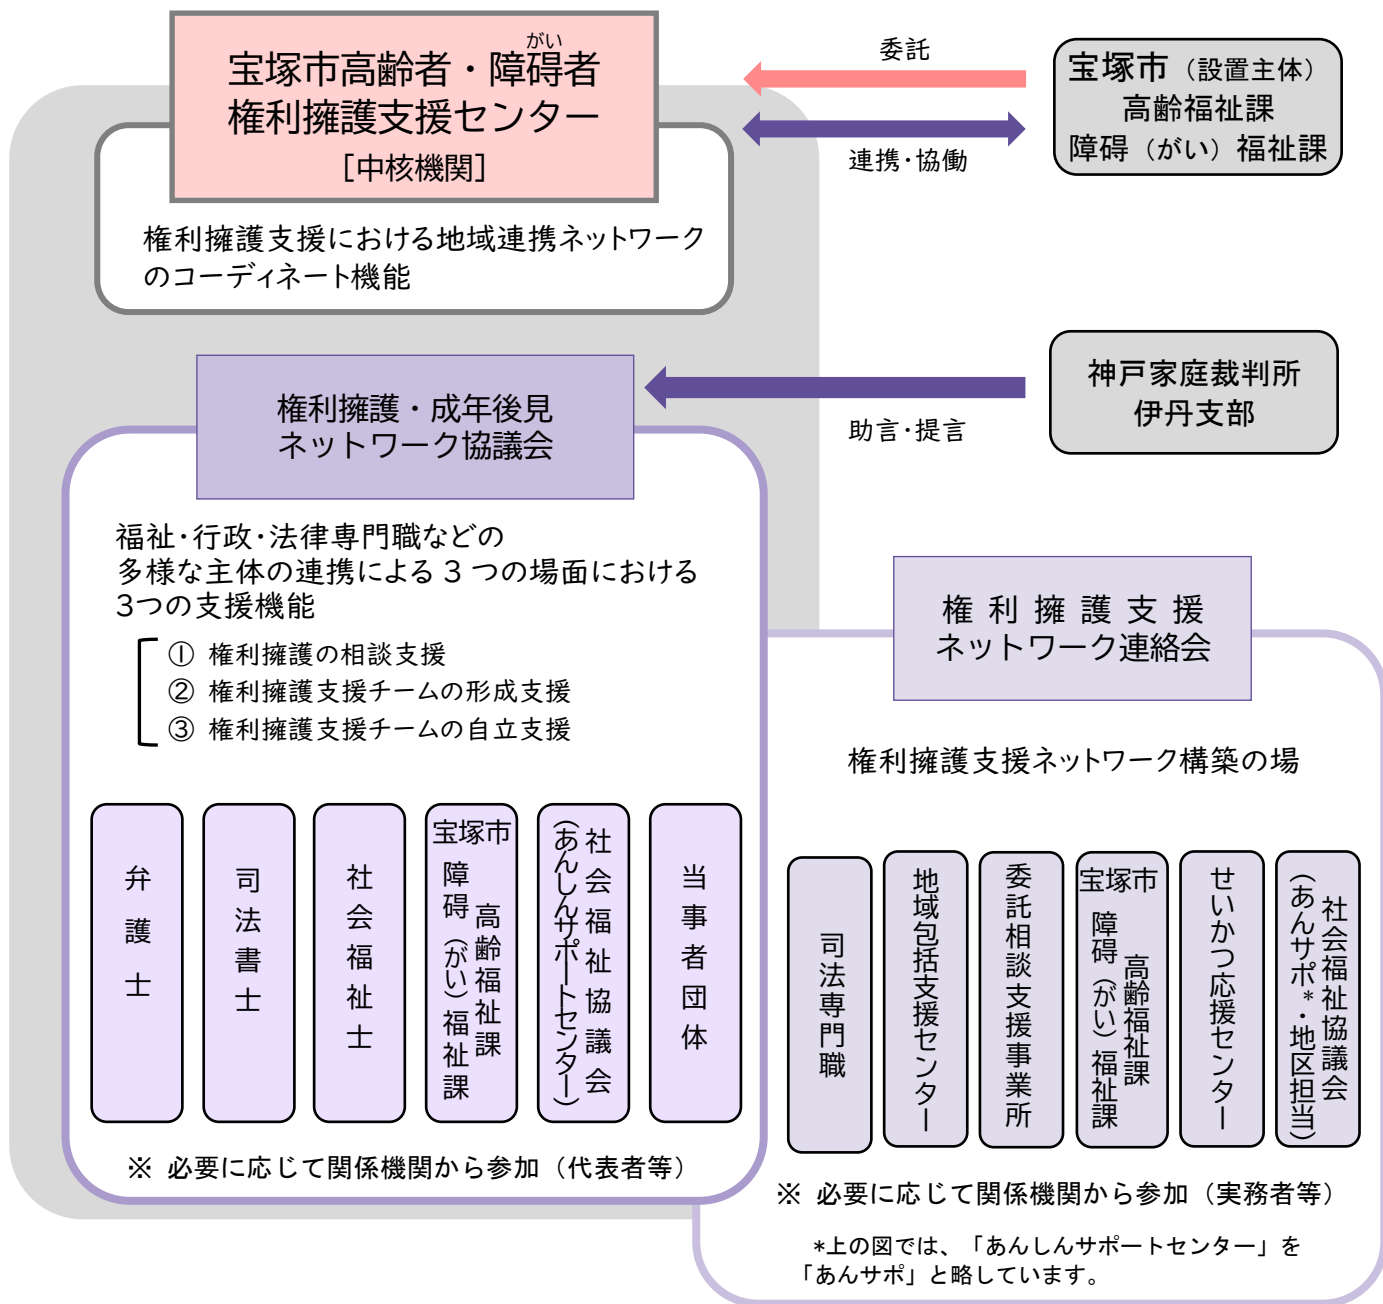 がい
宝塚市高齢者・障碍者
権利擁護支援センター
［中核機関］
権利擁護支援における地域連携ネットワーク
のコーディネート機能
委託
連携・協働
宝塚市（設置主体）
高齢福祉課
障碍（がい）福祉課
権利擁護・成年後見
ネットワーク協議会
助言・提言
神戸家庭裁判所
伊丹支部
福祉・行政・法律専門職などの
多様な主体の連携による３つの場面における
3つの支援機能
① 権利擁護の相談支援
② 権利擁護支援チームの形成支援
③ 権利擁護支援チームの自立支援
弁護士
司法書士
社会福祉士
宝塚市
高齢福祉課
障碍（がい）福祉課
社会福祉協議会
（あんしんサポートセンター）
当事者団体
※ 必要に応じて関係機関から参加（代表者等）
権利擁護支援
ネットワーク連絡会
権利擁護支援ネットワーク構築の場
司法専門職
地域包括支援センター
委託相談支援事業所
宝塚市
高齢福祉課
障碍（がい）福祉課
せいかつ応援センター
社会福祉協議会
（あんサポ*・地区担当）
※ 必要に応じて関係機関から参加（実務者等）
*上の図では、「あんしんサポートセンター」を
「あんサポ」と略しています。